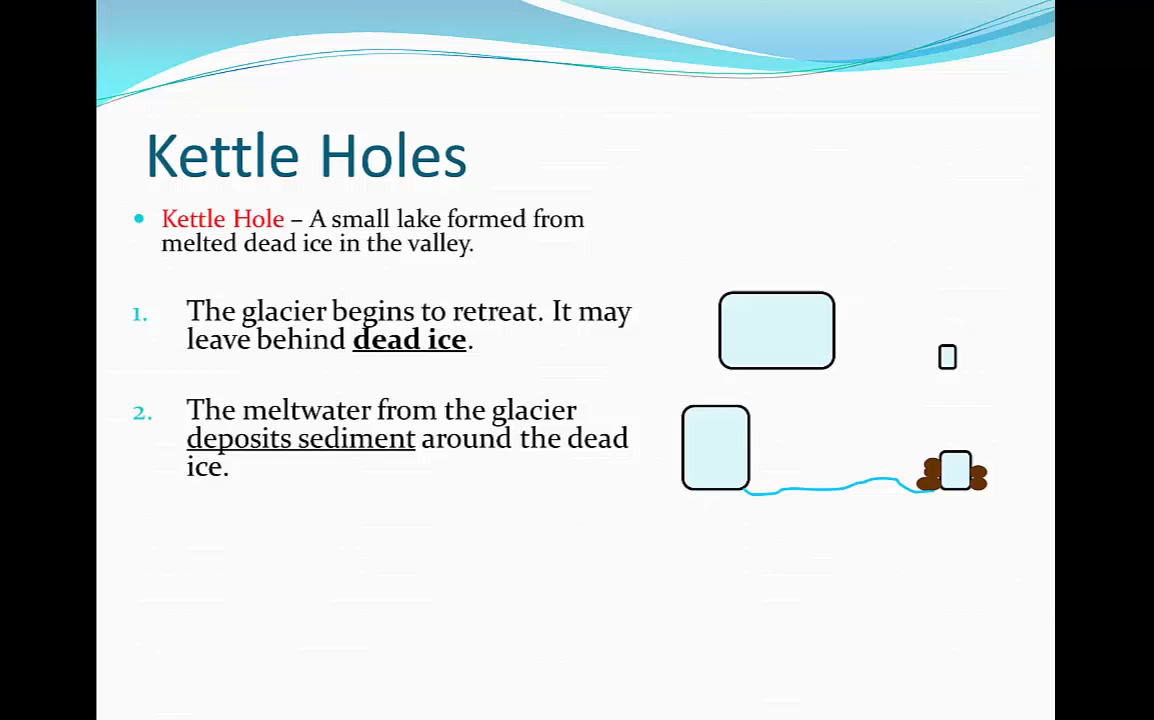 Kettle Holes
• Kettle Hole – A small lake formed from
melted dead ice in the valley.
1. The glacier begins to retreat. It may
leave behind dead ice.
2. The meltwater from the glacier
deposits sediment around the dead
ice.